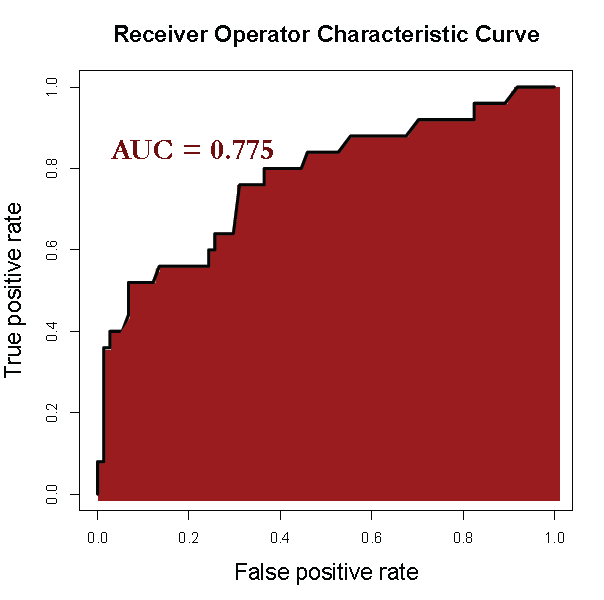 Receiver Operator Characteristic Curve
AUC = 0.775
True positive rate
1.0
0.8
0.6
0.4
0.2
0.0
0.0 0.2 0.4 0.6 0.8 1.0
False positive rate